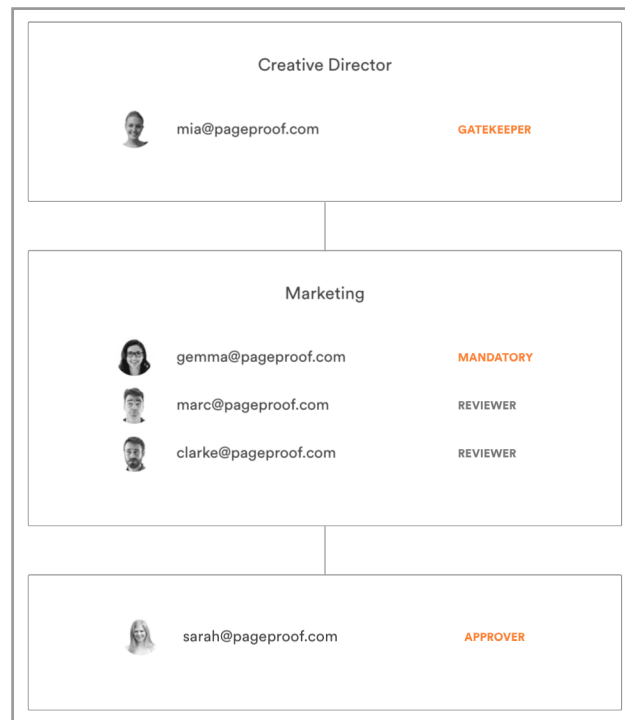 Creative Director
mia@pageproof.com GATEKEEPER
Marketing
gemma@pageproof.com MANDATORY
marc@pageproof.com REVIEWER
clarke@pageproof.com REVIEWER
sarah@pageproof.com APPROVER